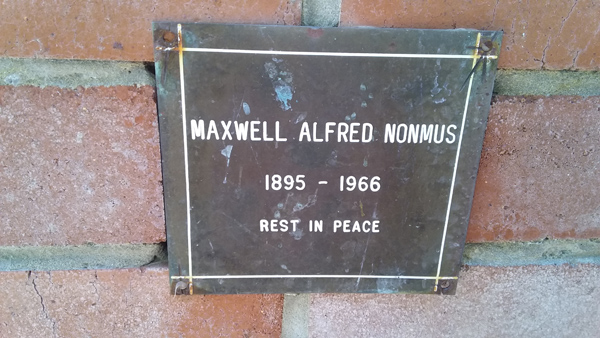 MAXWELL ALFRED NONMUS
1895 - 1966
REST IN PEACE